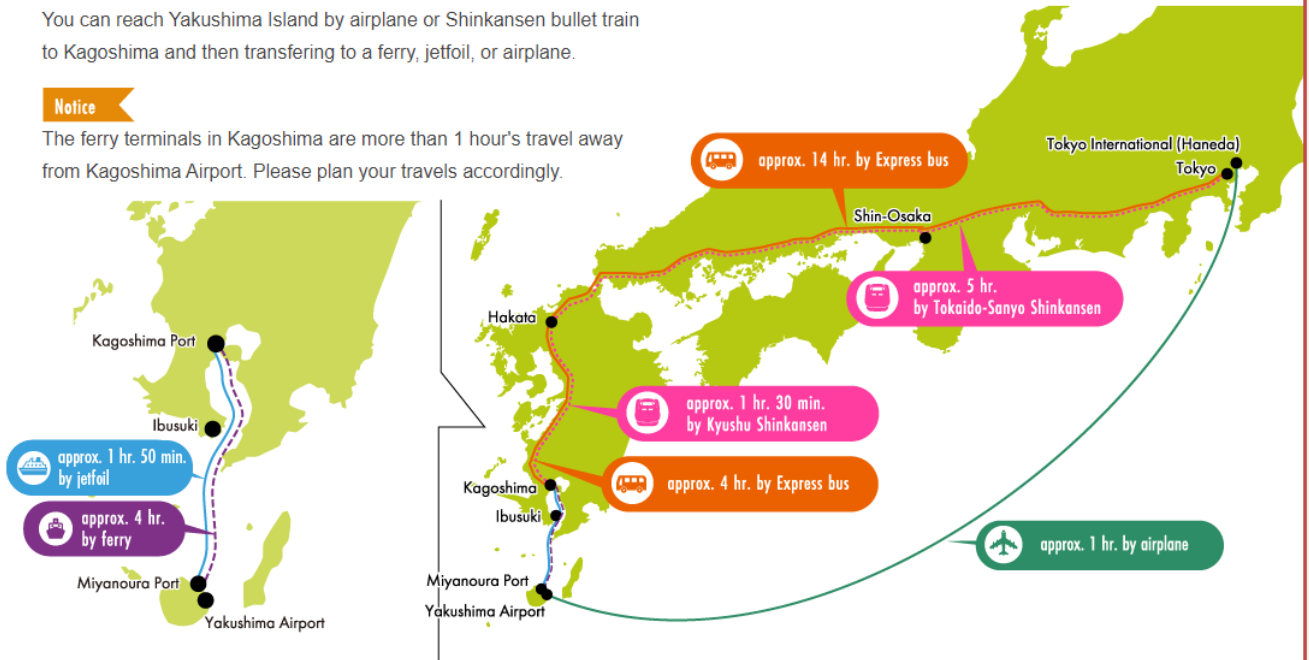 You can reach Yakushima Island by airplane or Shinkansen bullet train
to Kagoshima and then transfering to a ferry, jetfoil, or airplane.
Notice
The ferry terminals in Kagoshima are more than 1 hour's travel away
from Kagoshima Airport. Please plan your travels accordingly.
Kagoshima Port
Ibusuki
approx. 1 hr. 50 min.
by jetfoil
approx. 4 hr.
by ferry
Miyanoura Port
Yakushima Airport
approx. 14 hr. by Express bus
Tokyo International (Haneda)
Tokyo
Shin-Osaka
approx. 5 hr.
by Tokaido-Sanyo Shinkansen
Hakata
approx. 1 hr. 30 min.
by Kyushu Shinkansen
Kagoshima
approx. 4 hr. by Express bus
Ibusuki
approx. 1 hr. by airplane
Miyanoura Port
Yakushima Airport